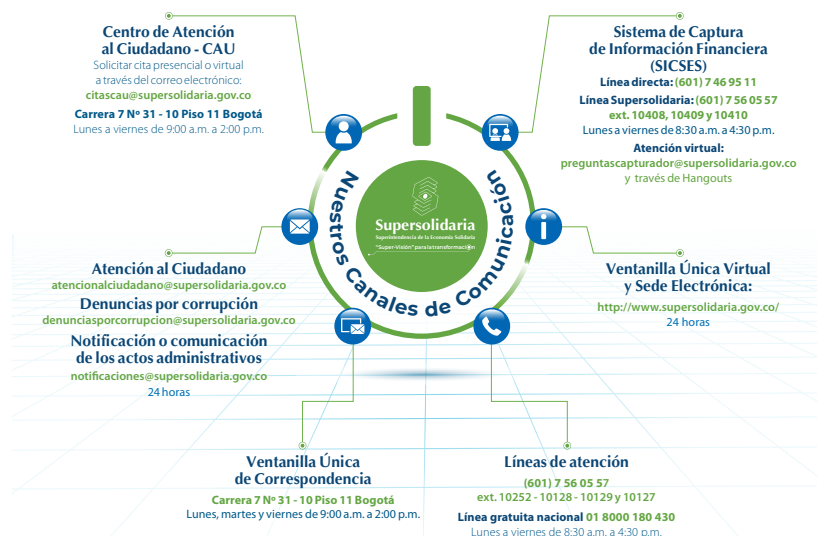 Centro de Atención
al Ciudadano - CAU
Solicitar cita presencial o virtual
a través del correo electrónico:
citascau@supersolidaria.gov.co
Carrera 7 Nº 31 - 10 Piso 11 Bogotá
Lunes a viernes de 9:00 a.m. a 2:00 p.m.
Sistema de Captura
de Información Financiera
(SICSES)
Línea directa: (601) 7 46 95 11
Línea Supersolidaria: (601) 7 56 05 57
ext. 10408, 10409 y 10410
Lunes a viernes de 8:30 a.m. a 4:30 p.m.
Atención virtual:
preguntascapturador@supersolidaria.gov.co
y través de Hangouts
Nuestros Canales de Comunicación
Supersolidaria
Superintendencia de la Economía Solidaria
"Super-Visión" para la transformación
Atención al Ciudadano
atencionalciudadano@supersolidaria.gov.co
Denuncias por corrupción
denunciasporcorrupcion@supersolidaria.gov.co
Notificación o comunicación
de los actos administrativos
notificaciones@supersolidaria.gov.co
24 horas
Ventanilla Única Virtual
y Sede Electrónica:
http://www.supersolidaria.gov.co/
24 horas
Ventanilla Única
de Correspondencia
Carrera 7 Nº 31 - 10 Piso 11 Bogotá
Lunes, martes y viernes de 9:00 a.m. a 2:00 p.m.
Líneas de atención
(601) 7 56 05 57
ext. 10252 - 10128 - 10129 y 10127
Línea gratuita nacional 01 8000 180 430
Lunes a viernes de 8:30 a.m. a 4:30 p.m.